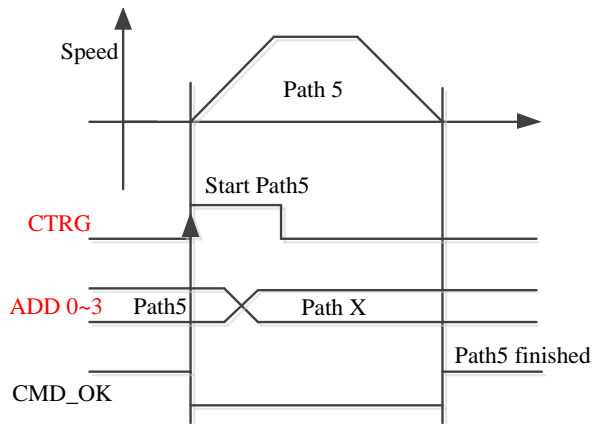 Speed
Path 5
Start Path5
CTRG
ADD 0~3
Path5
Path X
Path5 finished
CMD_OK